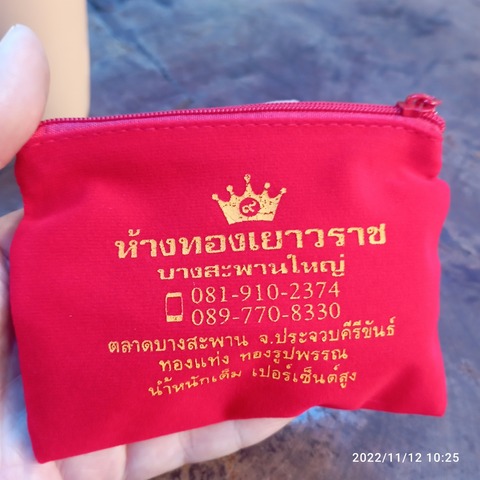 ๙
ห้างทองเยาวราช
บางสะพานใหญ่
081-910-2374
089-770-8330
ตลาดบางสะพาน จ.ประจวบคีรีขันธ์
ทองแท่ง ทองรูปพรรณ
น้ำหนักเต็ม เปอร์เซ็นต์สูง
2022/11/12 10:25